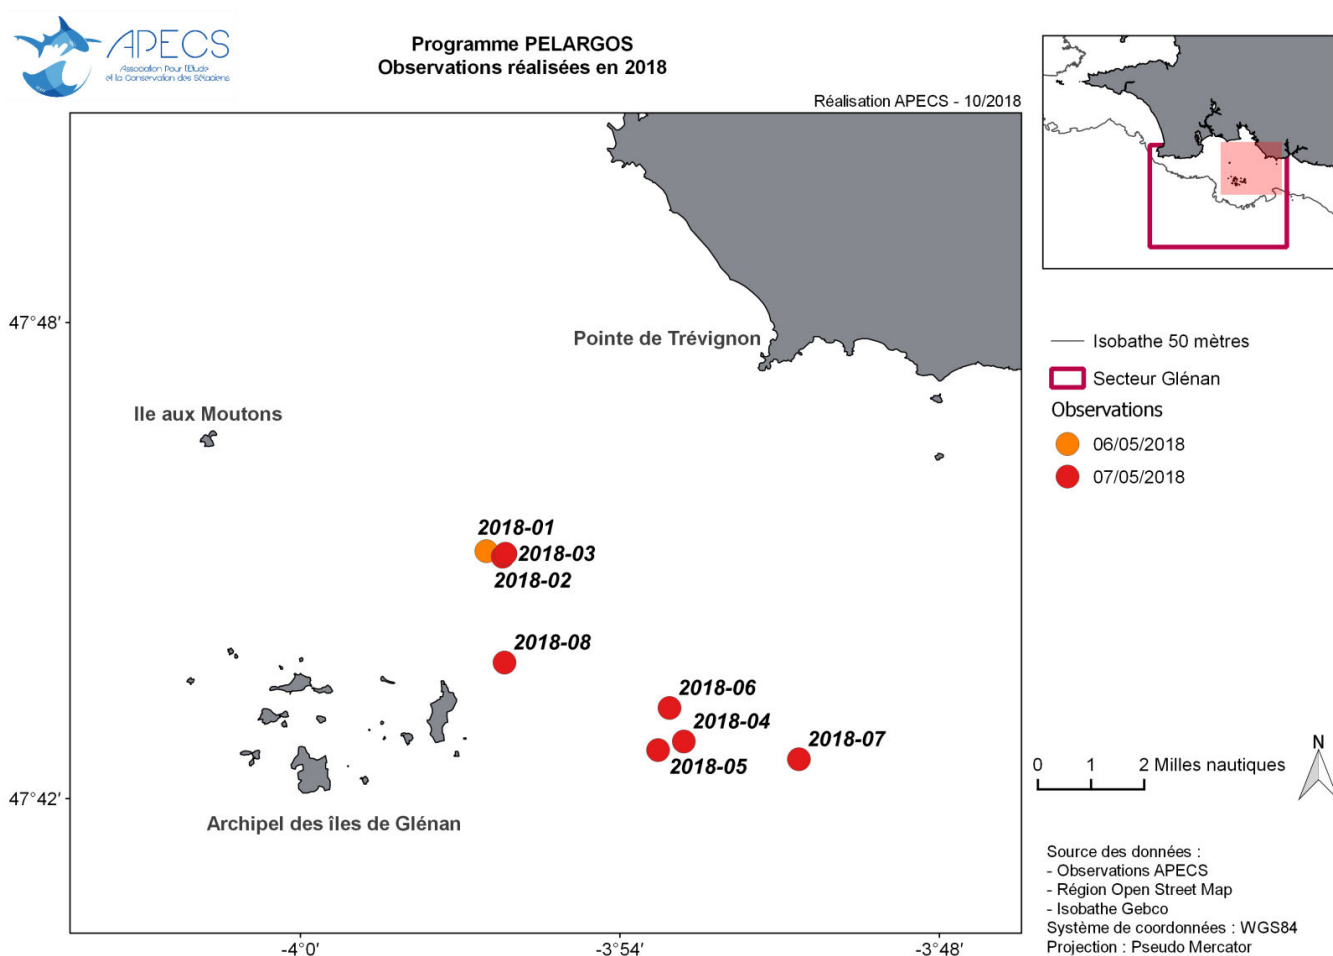 APECS
Association Pour l'Etude
et la Conservation des Sélaciens
Programme PELARGOS
Observations réalisées en 2018
Réalisation APECS - 10/2018
47°48'
Pointe de Trévignon
Ile aux Moutons
2018-01
2018-03
2018-02
2018-08
2018-06
2018-04
2018-07
2018-05
47°42'
Archipel des îles de Glénan
-4°0'
-3°54'
-3°48'
Isobathe 50 mètres
Secteur Glénan
Observations
06/05/2018
07/05/2018
0 1 2 Milles nautiques
N
Source des données :
- Observations APECS
- Région Open Street Map
- Isobathe Gebco
Système de coordonnées : WGS84
Projection : Pseudo Mercator